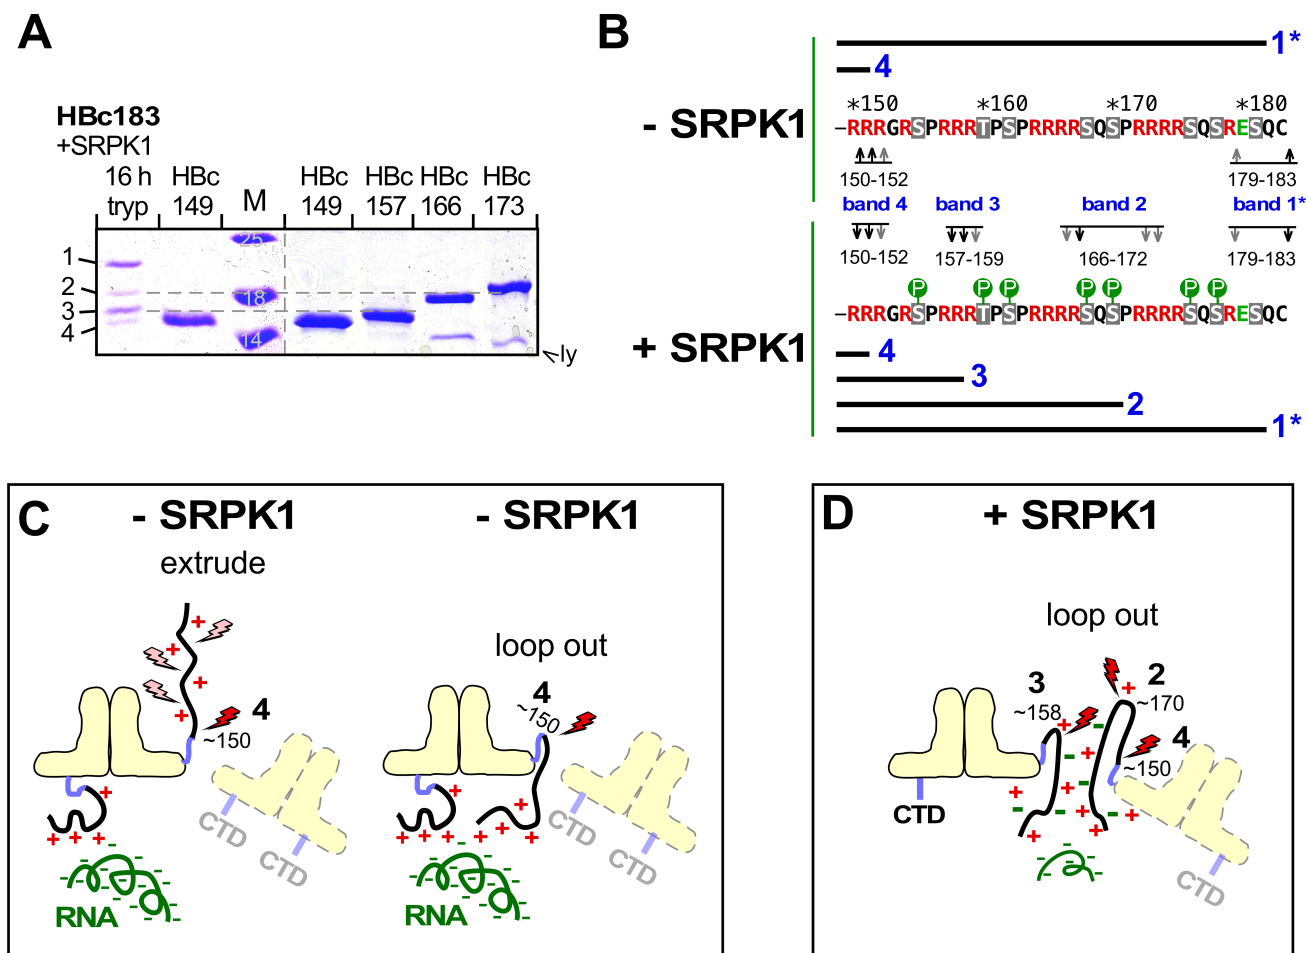 A
HBc183
+SRPK1
16 h tryp
HBc 149
M
HBc 149
HBc 157
HBc 166
HBc 173
25
18
14
1
2
3
4
<ly
B
1*
4
- SRPK1
*150 *160 *170 *180
–RRRGRSPRRRTPSPRRRRSQSPRRRRSQSRESQC
150-152
179-183
band 4 band 3 band 2 band 1*
150-152 157-159 166-172 179-183
P P P P P P P
–RRRGRSPRRRTPSPRRRRSQSPRRRRSQSRESQC
+ SRPK1
4
3
2
1*
C
- SRPK1
extrude
4
~150
CTD
CTD
RNA
- SRPK1
loop out
4
~150
CTD
CTD
RNA
D
+ SRPK1
loop out
3
~158
2
~170
4
~150
CTD
CTD